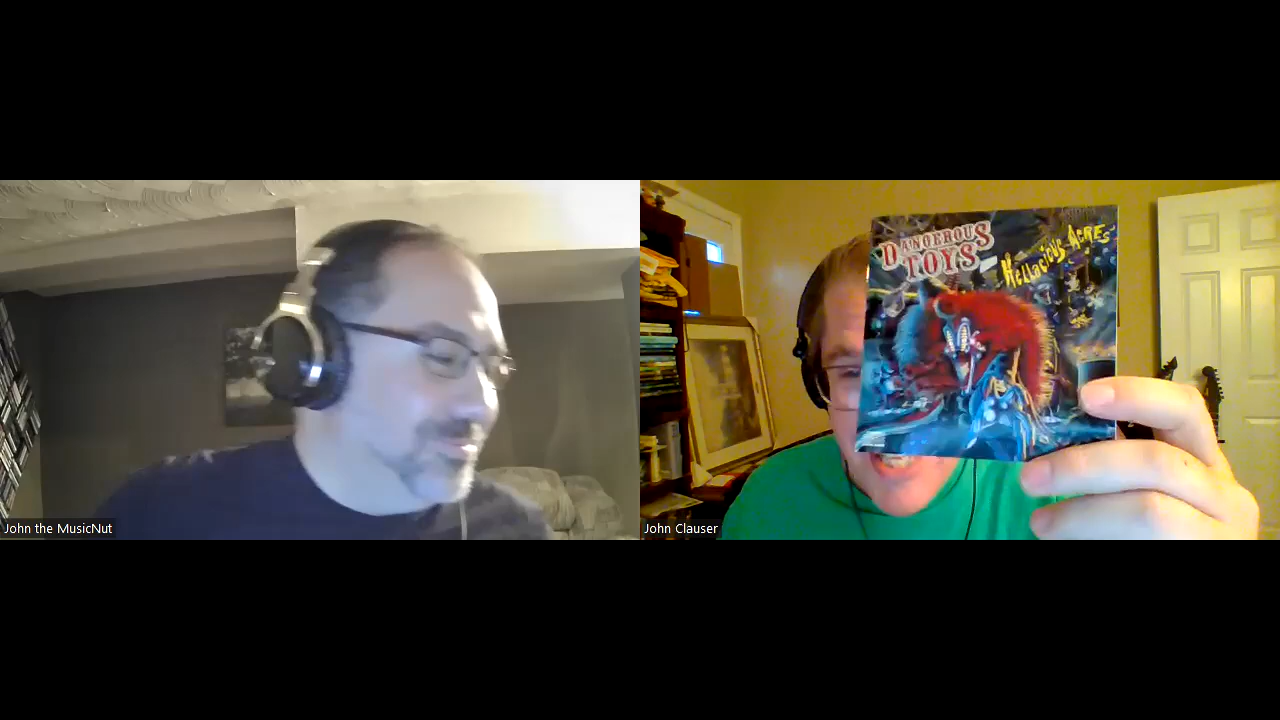 DANGEROUS
TOYS
HELLACIOUS ACRES
John the MusicNut
John Clauser